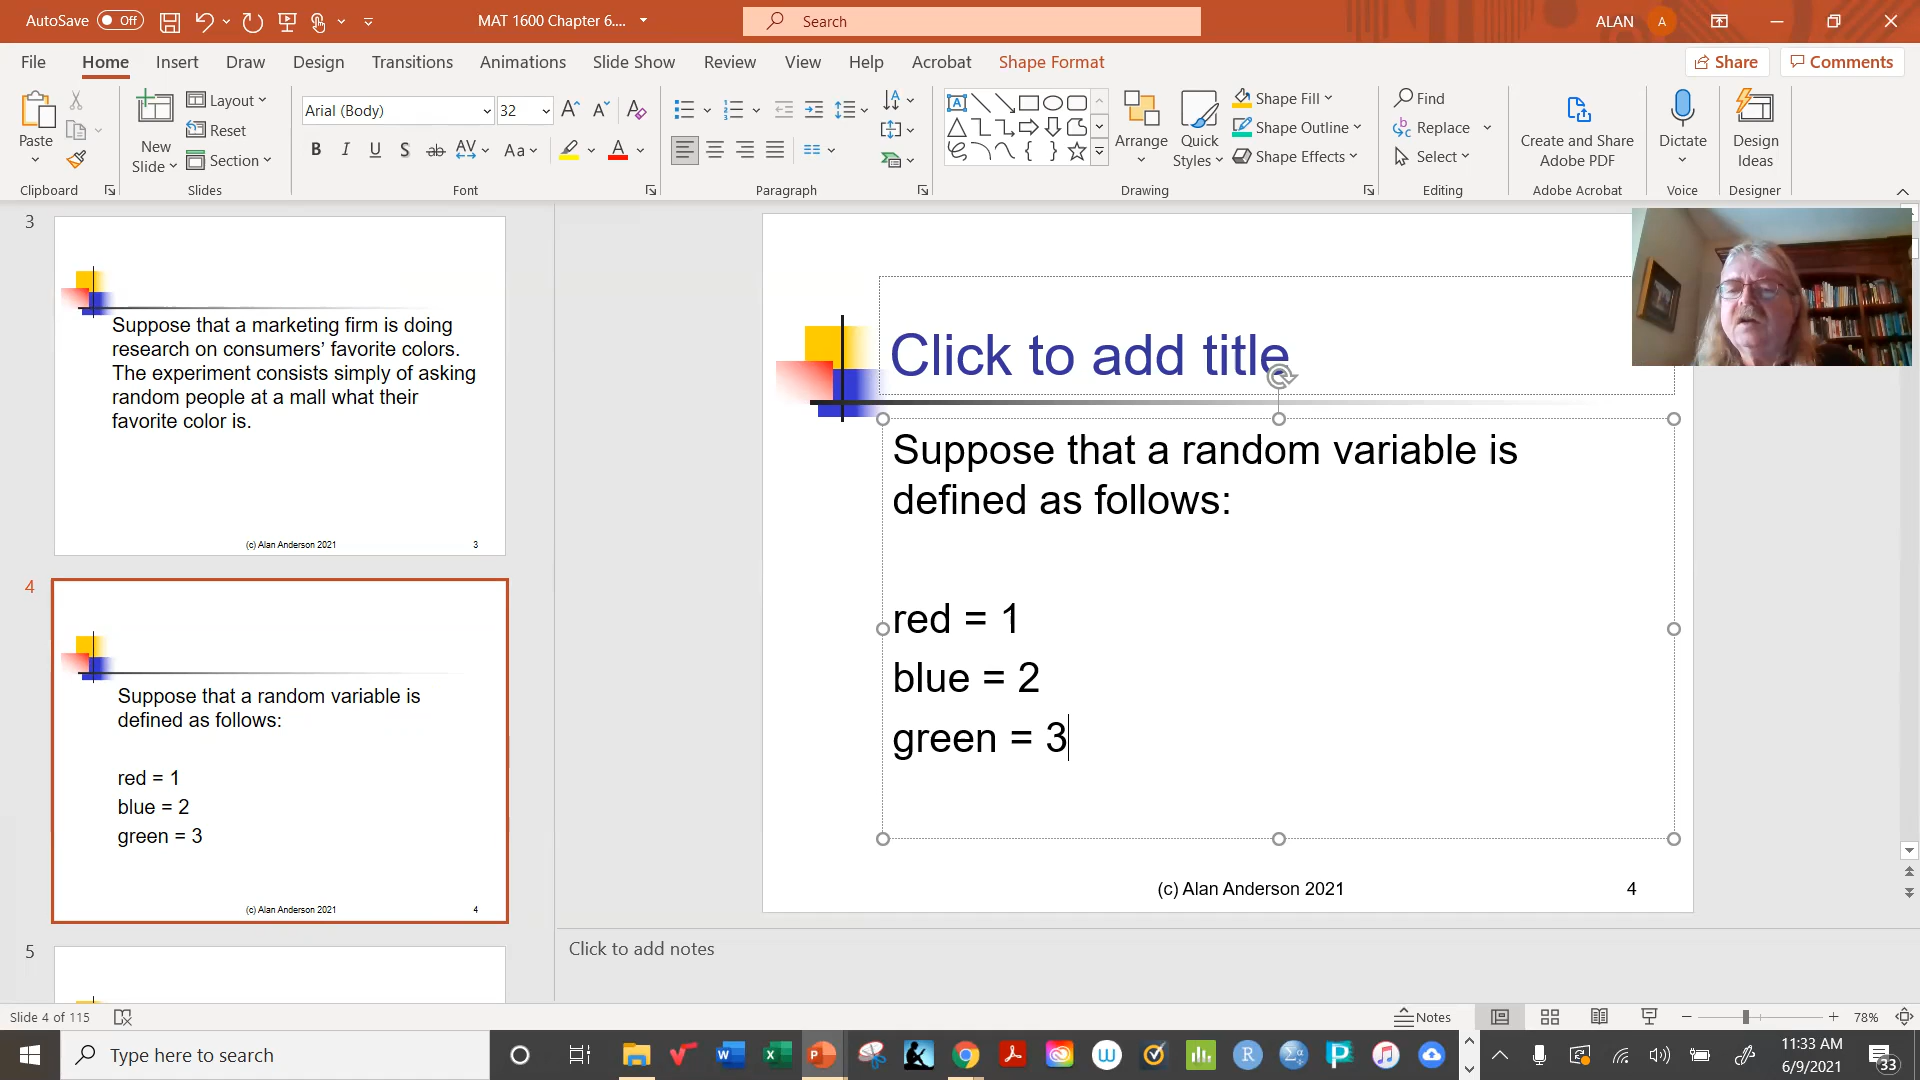 AutoSave Off MAT 1600 Chapter 6.... Search ALAN A
File Home Insert Draw Design Transitions Animations Slide Show Review View Help Acrobat Shape Format Share Comments
Paste
New Slide
Layout
Reset
Section
Arial (Body) 32
B I U S ab AV Aa A
Arrange
Quick Styles
Shape Fill
Shape Outline
Shape Effects
Find
Replace
Select
Create and Share Adobe PDF
Dictate
Design Ideas
Clipboard Slides Font Paragraph Drawing Editing Adobe Acrobat Voice Designer
3
Suppose that a marketing firm is doing
research on consumers’ favorite colors.
The experiment consists simply of asking
random people at a mall what their
favorite color is.
(c) Alan Anderson 2021 3
4
Suppose that a random variable is
defined as follows:
red = 1
blue = 2
green = 3
(c) Alan Anderson 2021 4
5
Click to add title
Suppose that a random variable is
defined as follows:
red = 1
blue = 2
green = 3
(c) Alan Anderson 2021 4
Click to add notes
Slide 4 of 115 Notes 78%
Type here to search
11:33 AM
6/9/2021
33